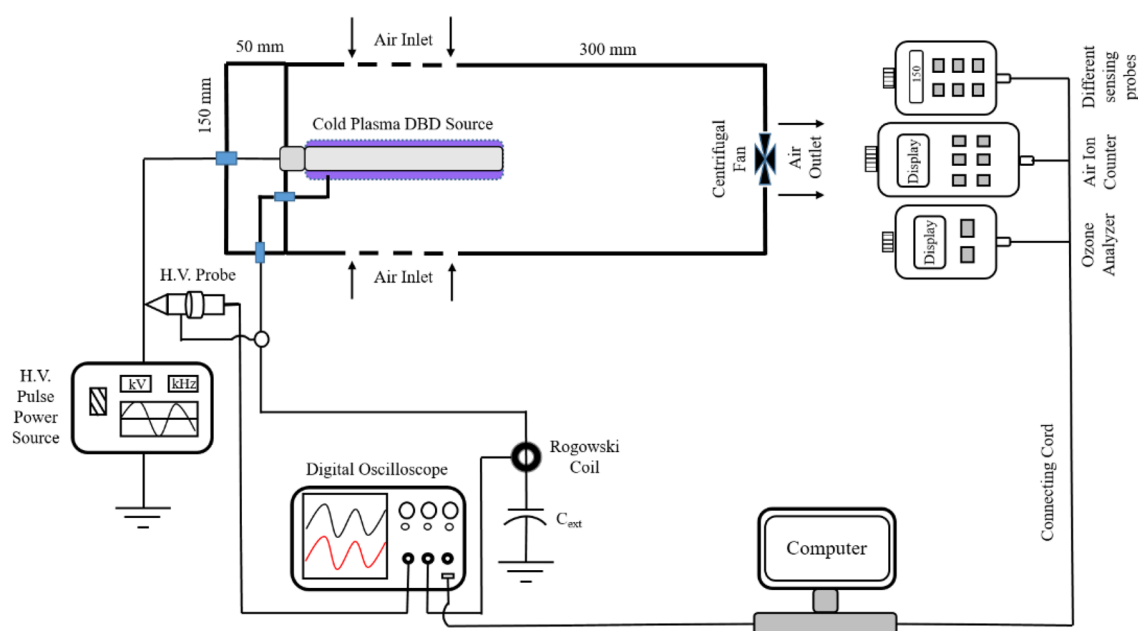 50 mm
Air Inlet
300 mm
150 mm
Cold Plasma DBD Source
Centrifugal
Fan
Air
Outlet
150
Different
sensing
probes
Display
Air Ion
Counter
Display
Ozone
Analyzer
Air Inlet
H.V. Probe
H.V.
Pulse
Power
Source
kV
kHz
Digital Oscilloscope
Rogowski
Coil
Cext
Connecting Cord
Computer